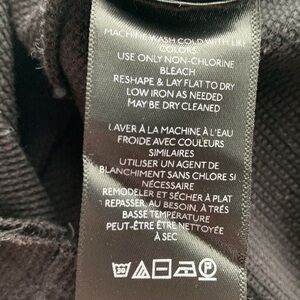 MACHINE WASH COLD WITH LIKE
COLORS
USE ONLY NON-CHLORINE
BLEACH
RESHAPE & LAY FLAT TO DRY
LOW IRON AS NEEDED
MAY BE DRY CLEANED
LAVER À LA MACHINE À L'EAU
FROIDE AVEC COULEURS
SIMILAIRES
UTILISER UN AGENT DE
BLANCHIMENT SANS CHLORE SI
NÉCESSAIRE
REMODELER ET SÉCHER À PLAT
REPASSER, AU BESOIN, À TRÈS
BASSE TEMPÉRATURE
PEUT-ÊTRE ÊTRE NETTOYÉE
À SEC
30 P